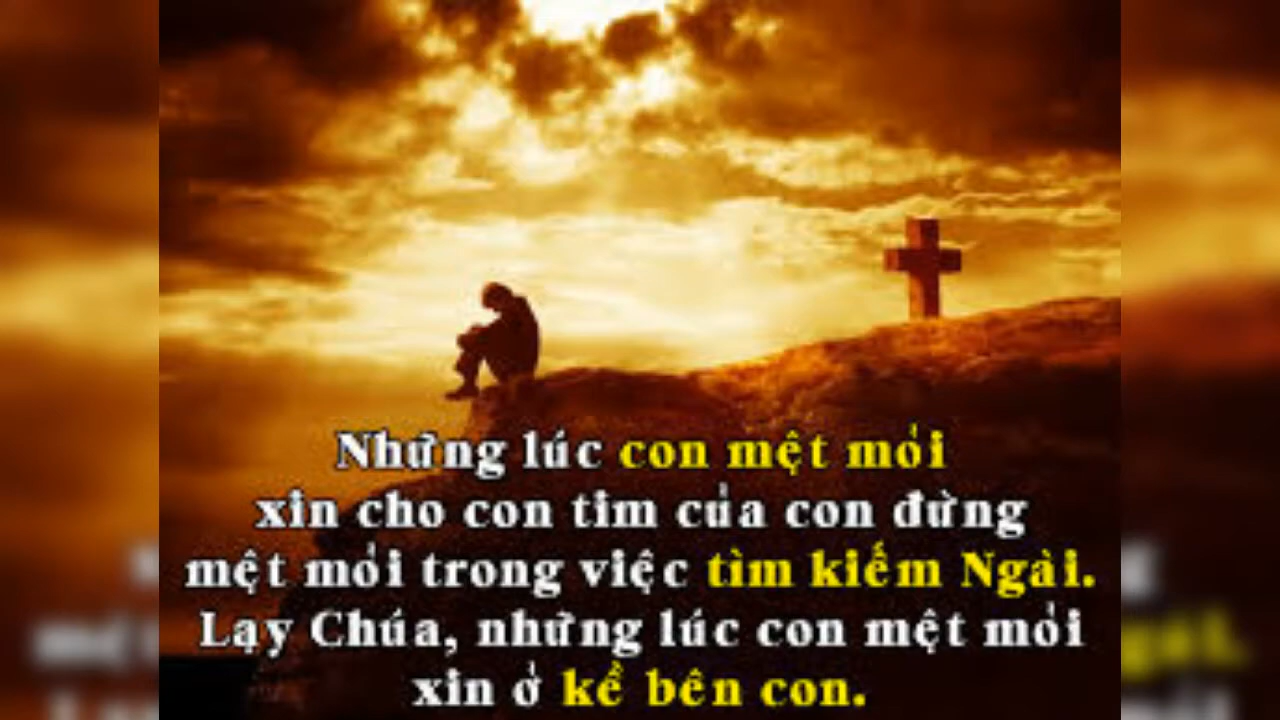 Những lúc con mệt mỏi
xin cho con tim của con đừng
mệt mỏi trong việc tìm kiếm Ngài.
Lạy Chúa, những lúc con mệt mỏi
xin ở kề bên con.